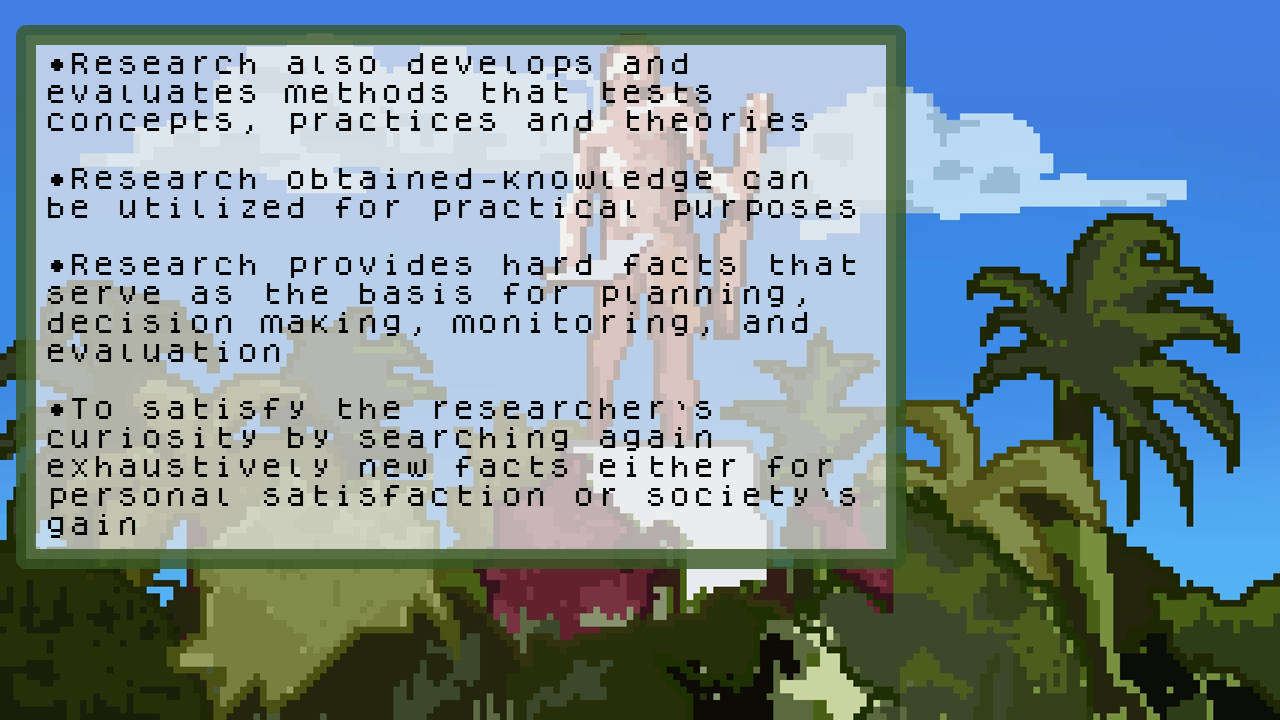 •Research also develops and
evaluates methods that tests
concepts, practices and theories
•Research obtained-knowledge can
be utilized for practical purposes
•Research provides hard facts that
serve as the basis for planning,
decision making, monitoring, and
evaluation
•To satisfy the researcher's
curiosity by searching again
exhaustively new facts either for
personal satisfaction or society's
gain